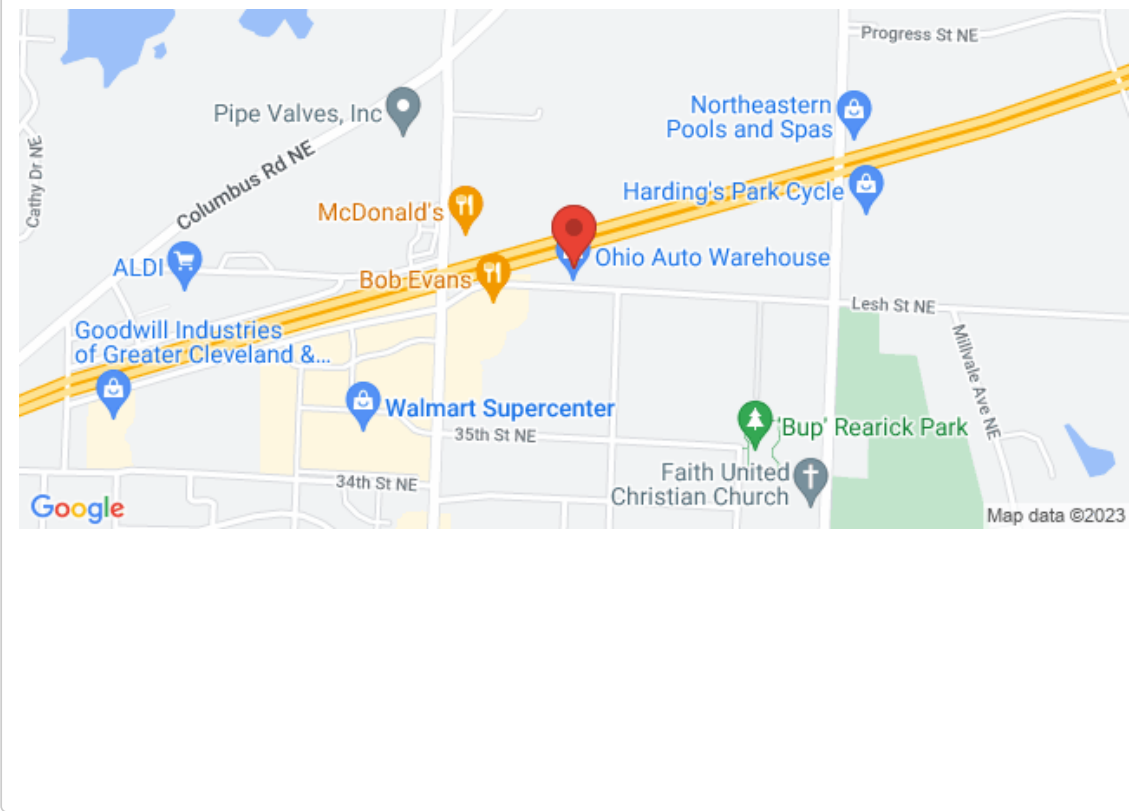 Progress St NE
Northeastern
Pools and Spas
Pipe Valves, Inc
Cathy Dr NE
Columbus Rd NE
Harding's Park Cycle
McDonald's
Ohio Auto Warehouse
ALDI
Bob Evans
Lesh St NE
Goodwill Industries
of Greater Cleveland &...
Millvale Ave NE
Walmart Supercenter
35th St NE
'Bup' Rearick Park
Faith United
Christian Church
34th St NE
Google
Map data ©2023